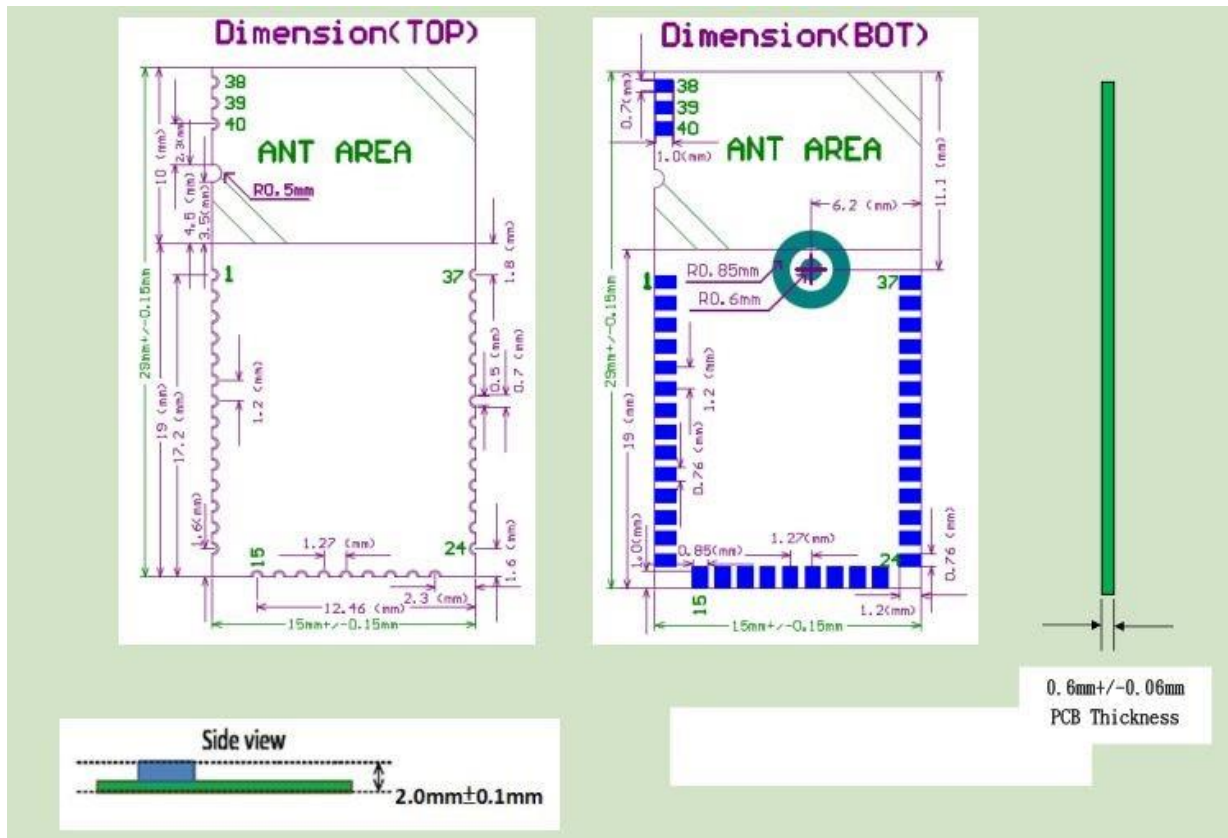 Dimension(TOP)
38
39
40
ANT AREA
R0.5mm
2.3(mm)
10 (mm)
4.5 (mm)
3.5(mm)
1
37
1.8 (mm)
29mm+/-0.15mm
19 (mm)
17.2 (mm)
1.2 (mm)
0.5 (mm)
0.7 (mm)
1.27 (mm)
15
24
1.6 (mm)
2.3 (mm)
12.46 (mm)
15mm+/-0.15mm
Dimension(BOT)
38
39
40
0.7(mm)
1.0(mm)
ANT AREA
11.1 (mm)
6.2 (mm)
R0.85mm
R0.6mm
1
37
29mm+/-0.15mm
19 (mm)
1.2 (mm)
0.76 (mm)
1.27(mm)
0.85(mm)
1.0(mm)
24
0.76 (mm)
15
1.2(mm)
15mm+/-0.15mm
0.6mm+/-0.06mm
PCB Thickness
Side view
2.0mm±0.1mm